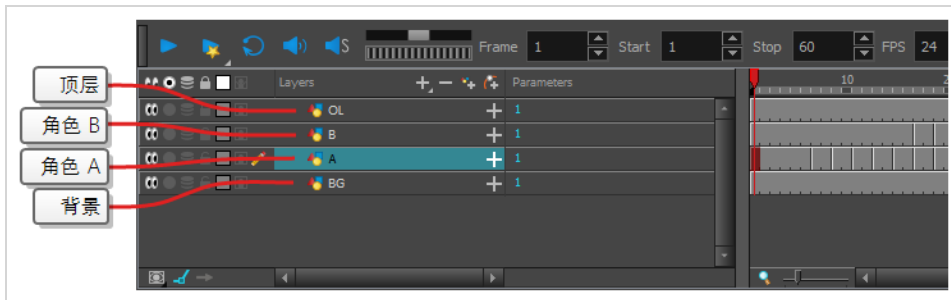 S Frame 1 Start 1 Stop 60 FPS 24
Layers Parameters 10 2
顶层 OL 1
角色 B B 1
角色 A A 1
背景 BG 1